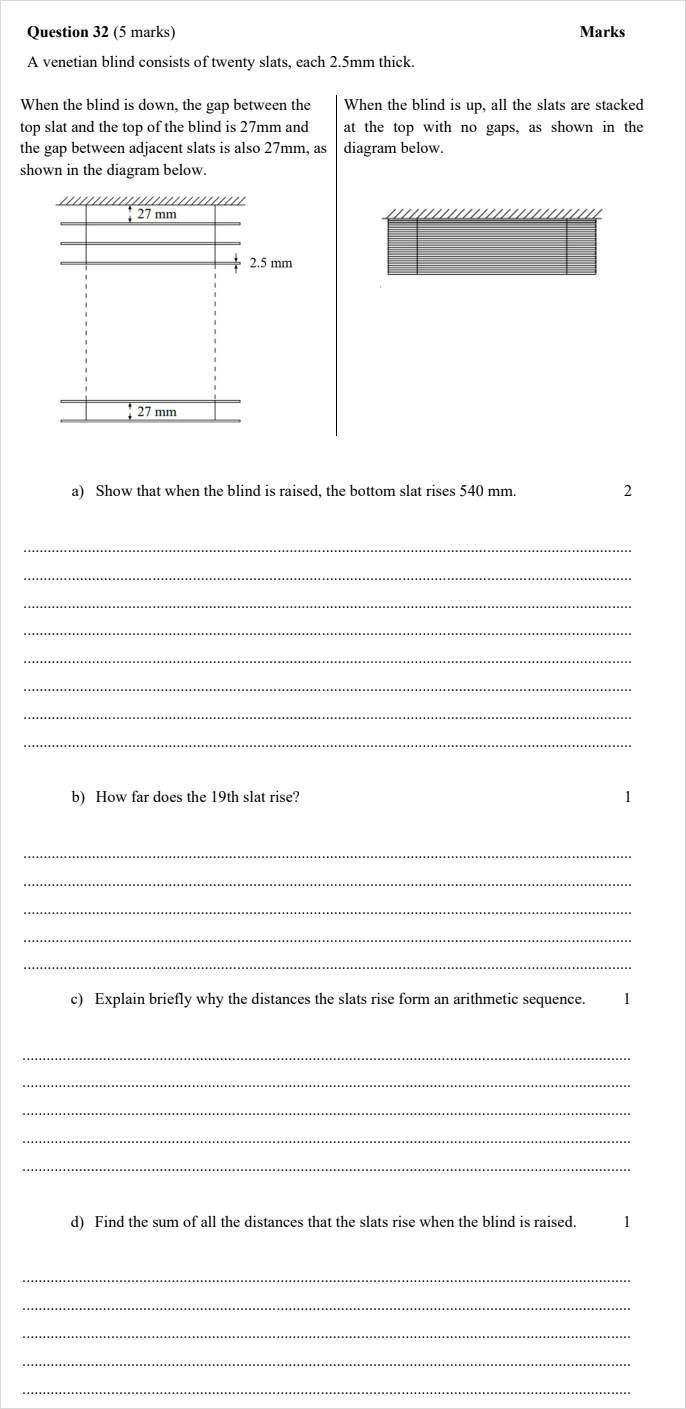 Question 32 (5 marks) Marks
A venetian blind consists of twenty slats, each 2.5mm thick.
When the blind is down, the gap between the
top slat and the top of the blind is 27mm and
the gap between adjacent slats is also 27mm, as
shown in the diagram below.
27 mm
2.5 mm
27 mm
When the blind is up, all the slats are stacked
at the top with no gaps, as shown in the
diagram below.
a) Show that when the blind is raised, the bottom slat rises 540 mm. 2
b) How far does the 19th slat rise? 1
c) Explain briefly why the distances the slats rise form an arithmetic sequence. 1
d) Find the sum of all the distances that the slats rise when the blind is raised. 1